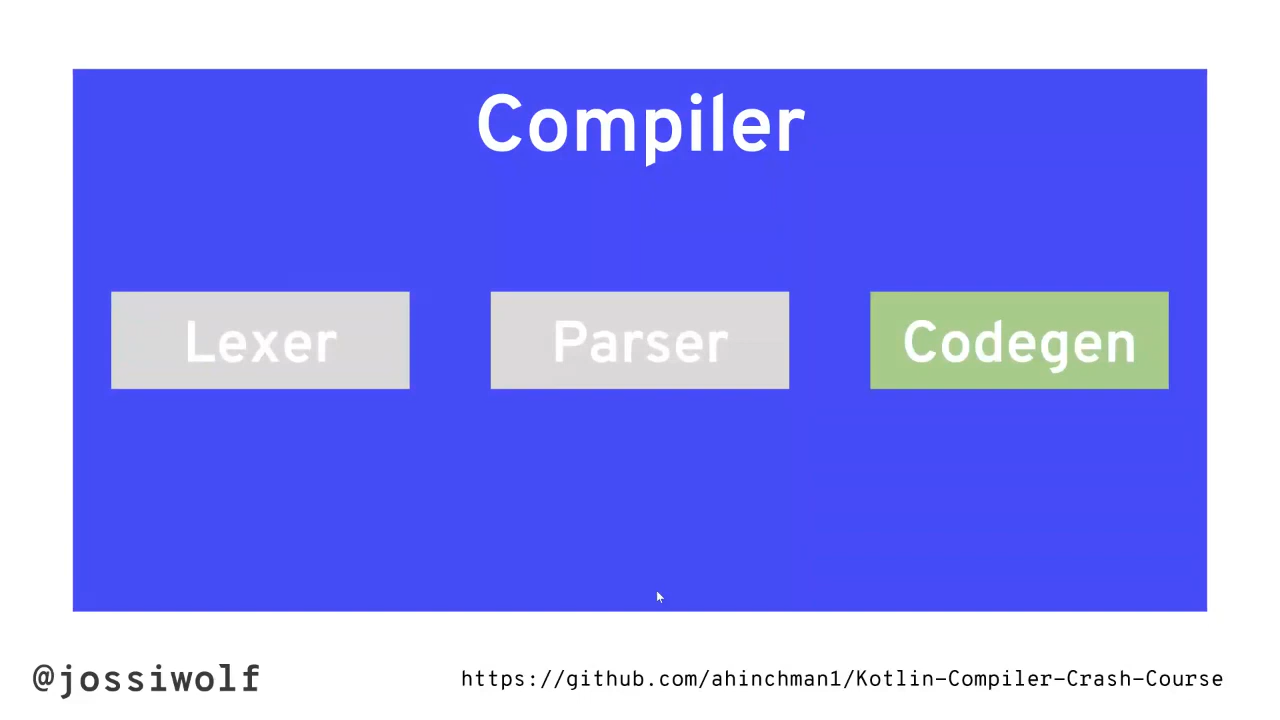 Compiler
Lexer
Parser
Codegen
@jossiwolf
https://github.com/ahinchman1/Kotlin-Compiler-Crash-Course